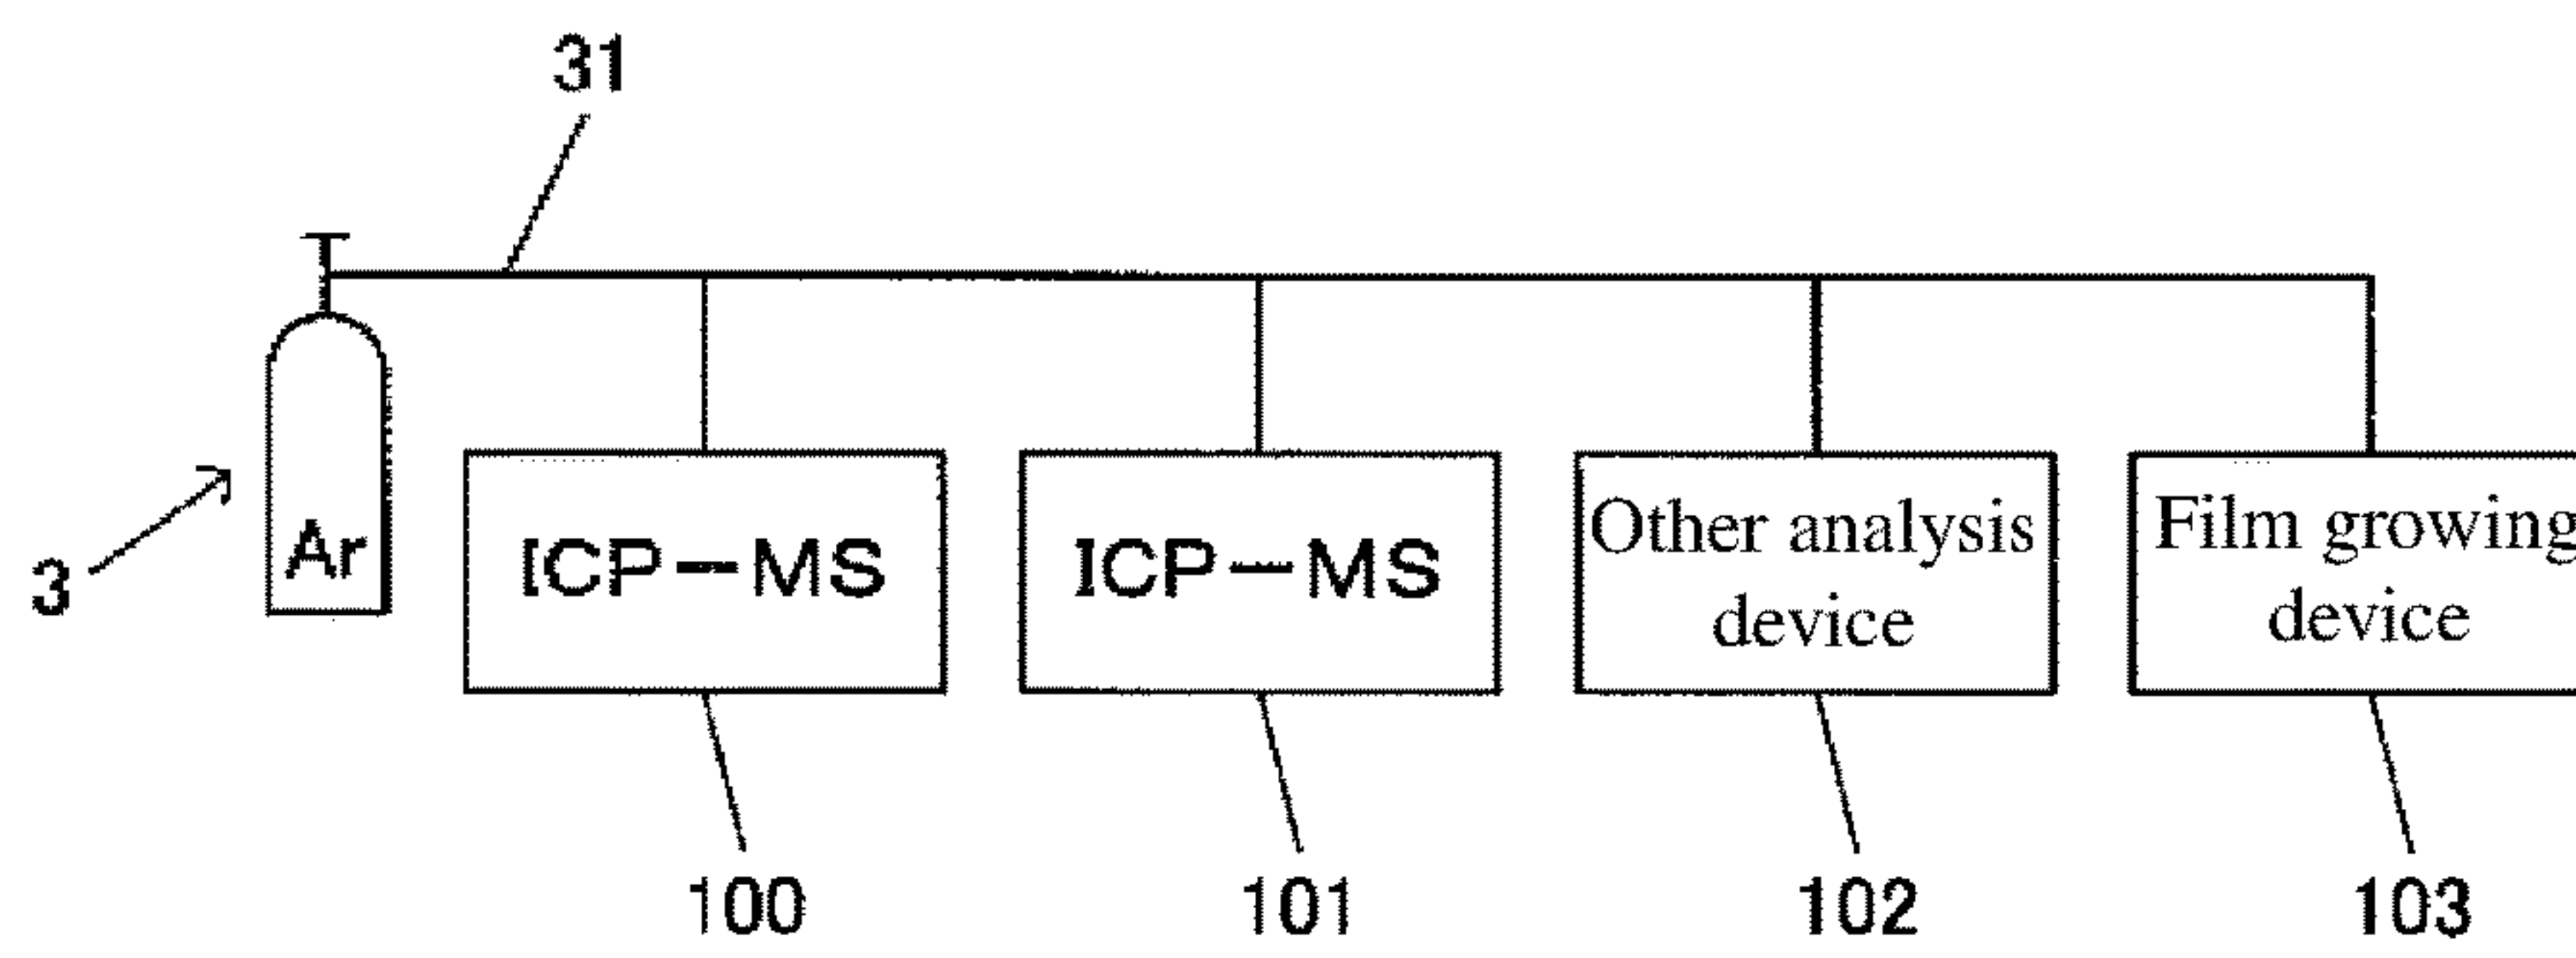 31
3
Ar
ICP-MS
ICP-MS
Other analysis
device
Film growing
device
100
101
102
103